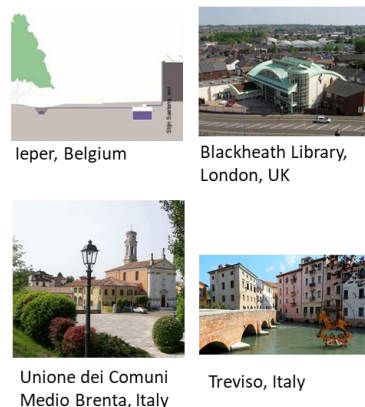 Ieper, Belgium
Blackheath Library,
London, UK
Unione dei Comuni
Medio Brenta, Italy
Treviso, Italy